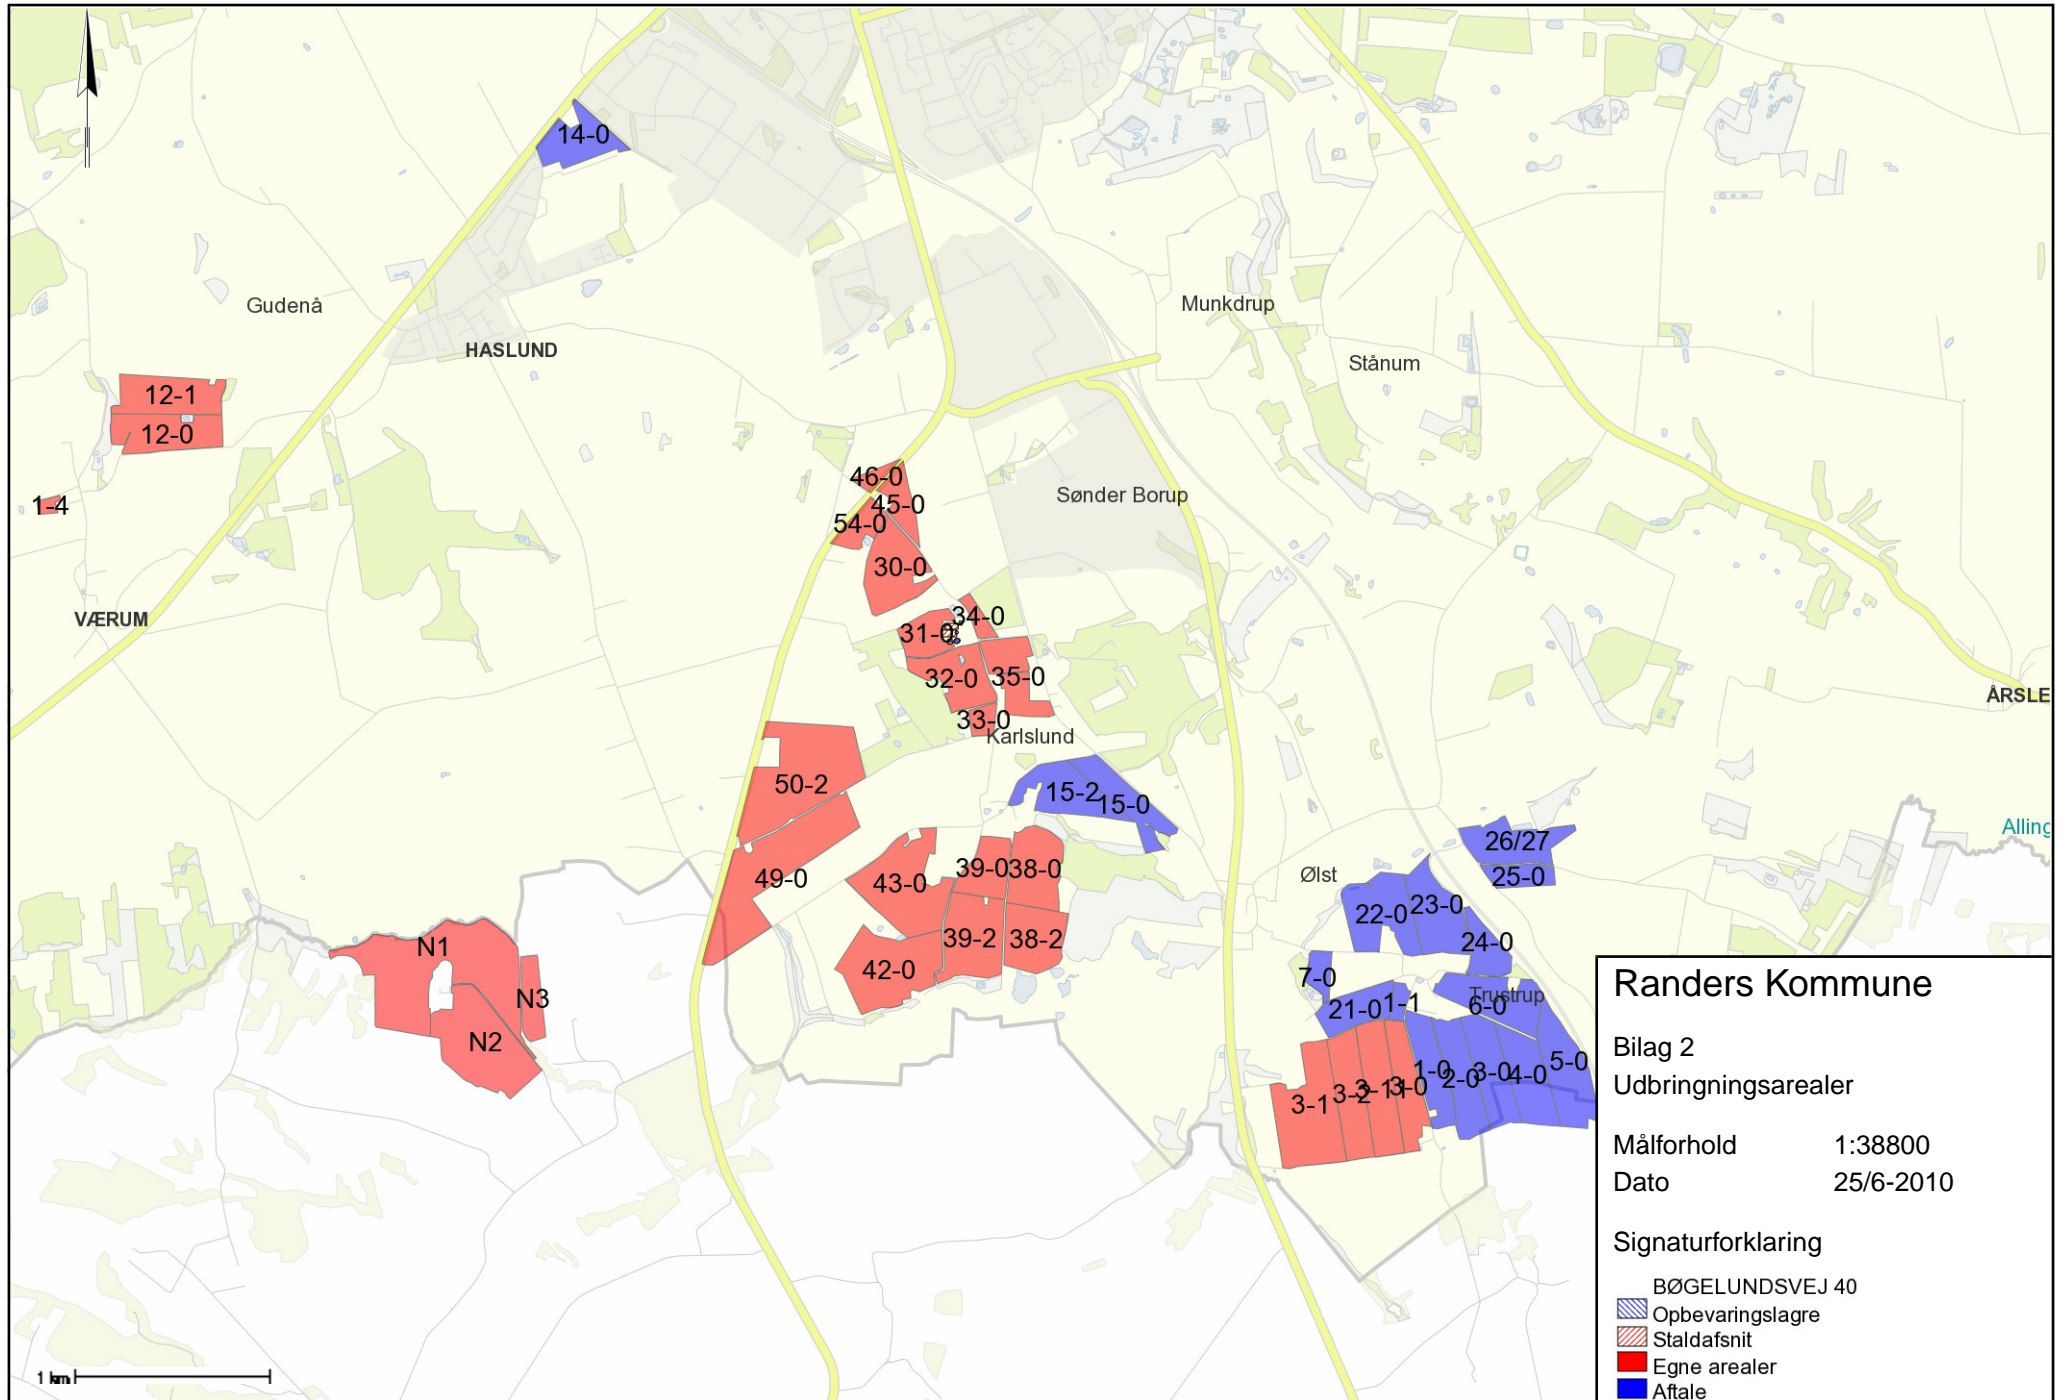 14-0
Gudenå
Munkdrup
HASLUND
Stånum
12-1
12-0
46-0
1-4
45-0
Sønder Borup
54-0
30-0
VÆRUM
34-0
31-0
32-0
35-0
ÅRSLE
33-0
Karlslund
50-2
15-2
15-0
Alling
26/27
39-0
38-0
Ølst
25-0
49-0
43-0
22-0
23-0
N1
39-2
38-2
24-0
42-0
7-0
N3
21-0
1-1
Trustrup
6-0
N2
5-0
1-0
2-0
3-0
4-0
3-1
3-2
3-11
3-0
Randers Kommune
Bilag 2
Udbringningsarealer
Målforhold 1:38800
Dato 25/6-2010
Signaturforklaring
BØGELUNDSVEJ 40
Opbevaringslagre
Staldafsnit
Egne arealer
Aftale
1 km